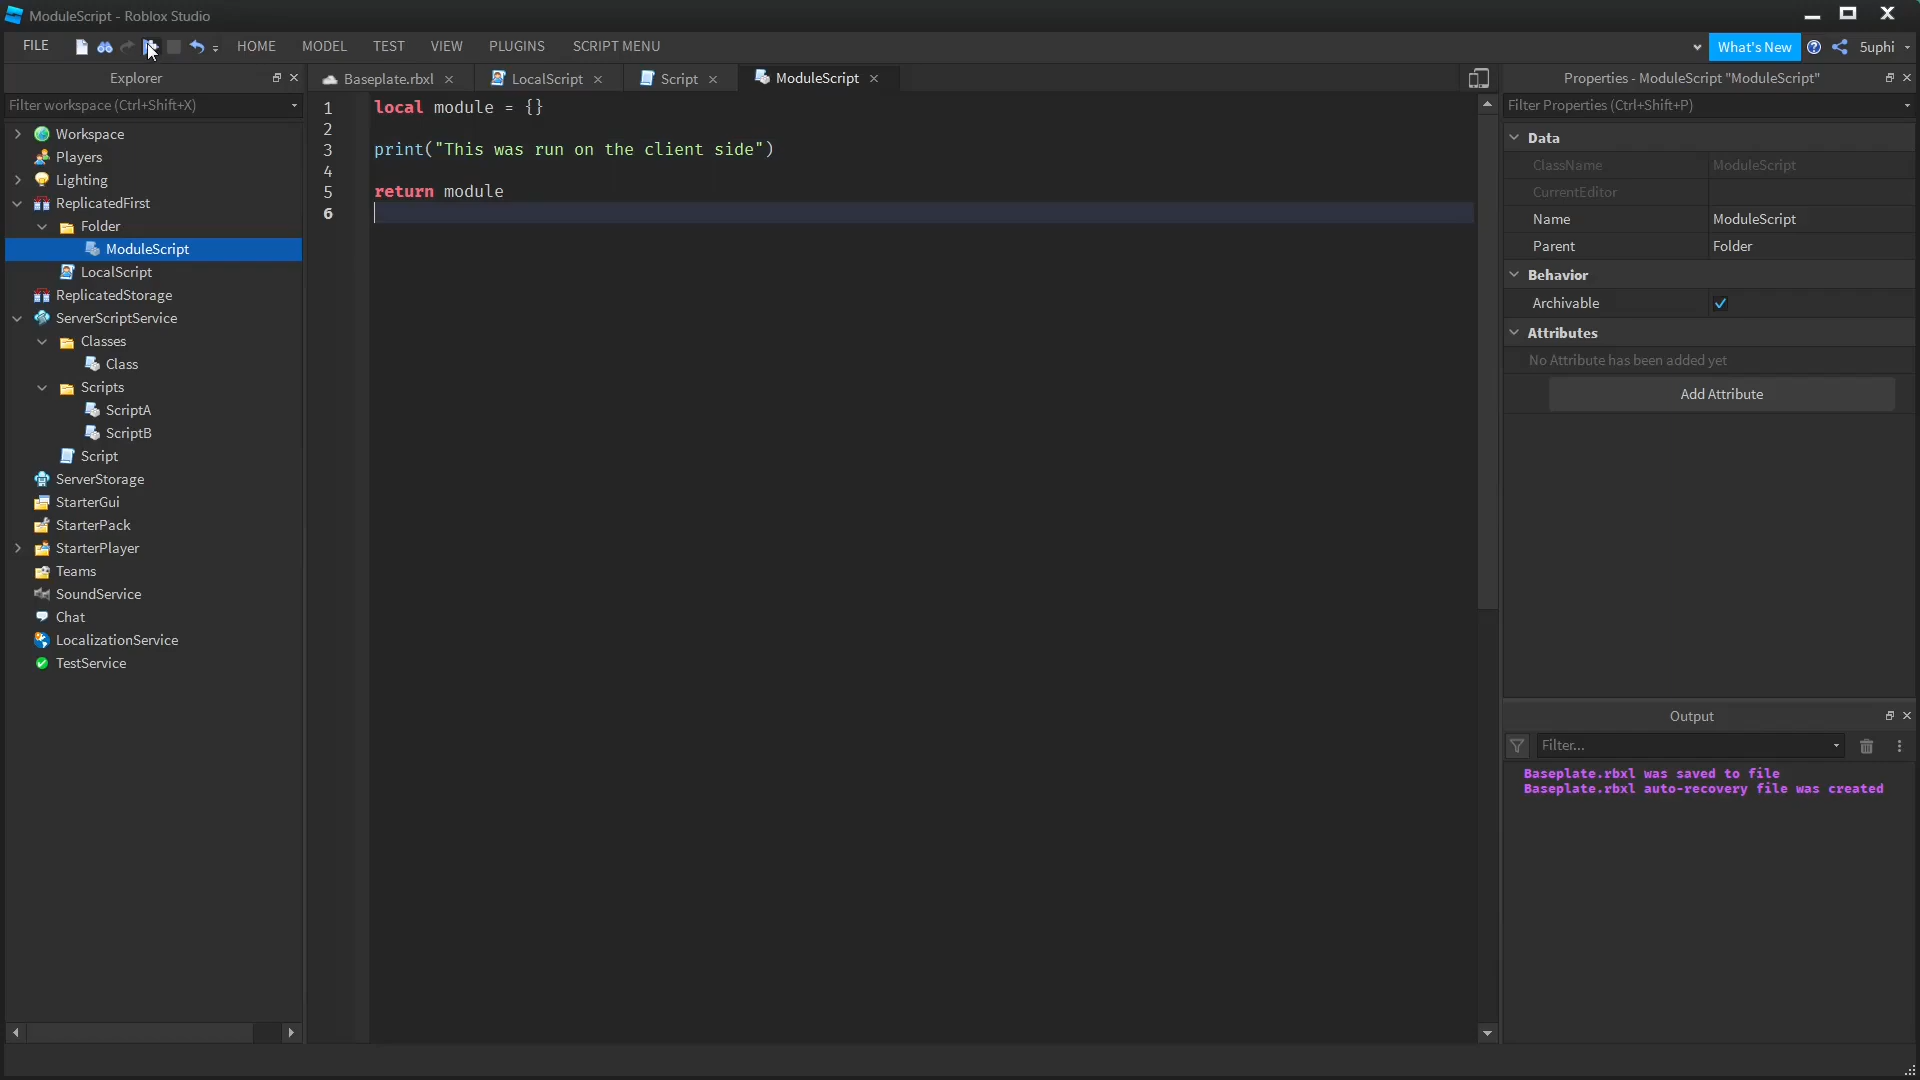 ModuleScript - Roblox Studio
FILE
HOME
MODEL
TEST
VIEW
PLUGINS
SCRIPT MENU
What's New
5uphi
Explorer
Filter workspace (Ctrl+Shift+X)
Workspace
Players
Lighting
ReplicatedFirst
Folder
ModuleScript
LocalScript
ReplicatedStorage
ServerScriptService
Classes
Class
Scripts
ScriptA
ScriptB
Script
ServerStorage
StarterGui
StarterPack
StarterPlayer
Teams
SoundService
Chat
LocalizationService
TestService
Baseplate.rbxl
LocalScript
Script
ModuleScript
1 local module = {}
2
3 print("This was run on the client side")
4
5 return module
6
Properties - ModuleScript "ModuleScript"
Filter Properties (Ctrl+Shift+P)
Data
ClassName ModuleScript
CurrentEditor
Name ModuleScript
Parent Folder
Behavior
Archivable
Attributes
No Attribute has been added yet
Add Attribute
Output
Filter...
Baseplate.rbxl was saved to file
Baseplate.rbxl auto-recovery file was created